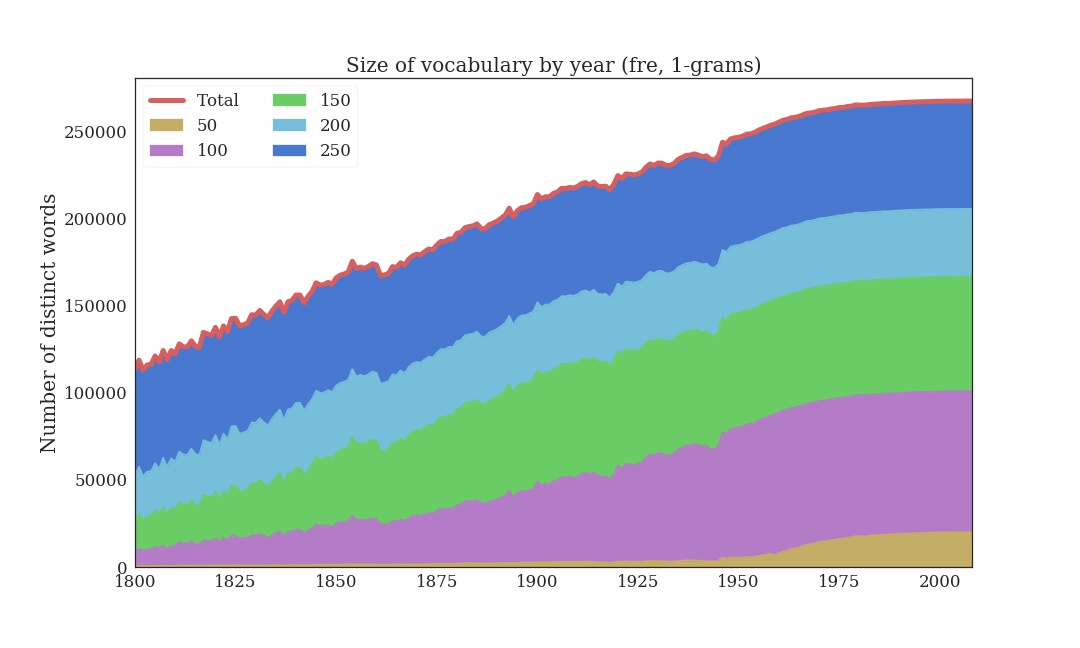 Size of vocabulary by year (fre, 1-grams)
Total
50
100
150
200
250
Number of distinct words
250000
200000
150000
100000
50000
0
1800 1825 1850 1875 1900 1925 1950 1975 2000